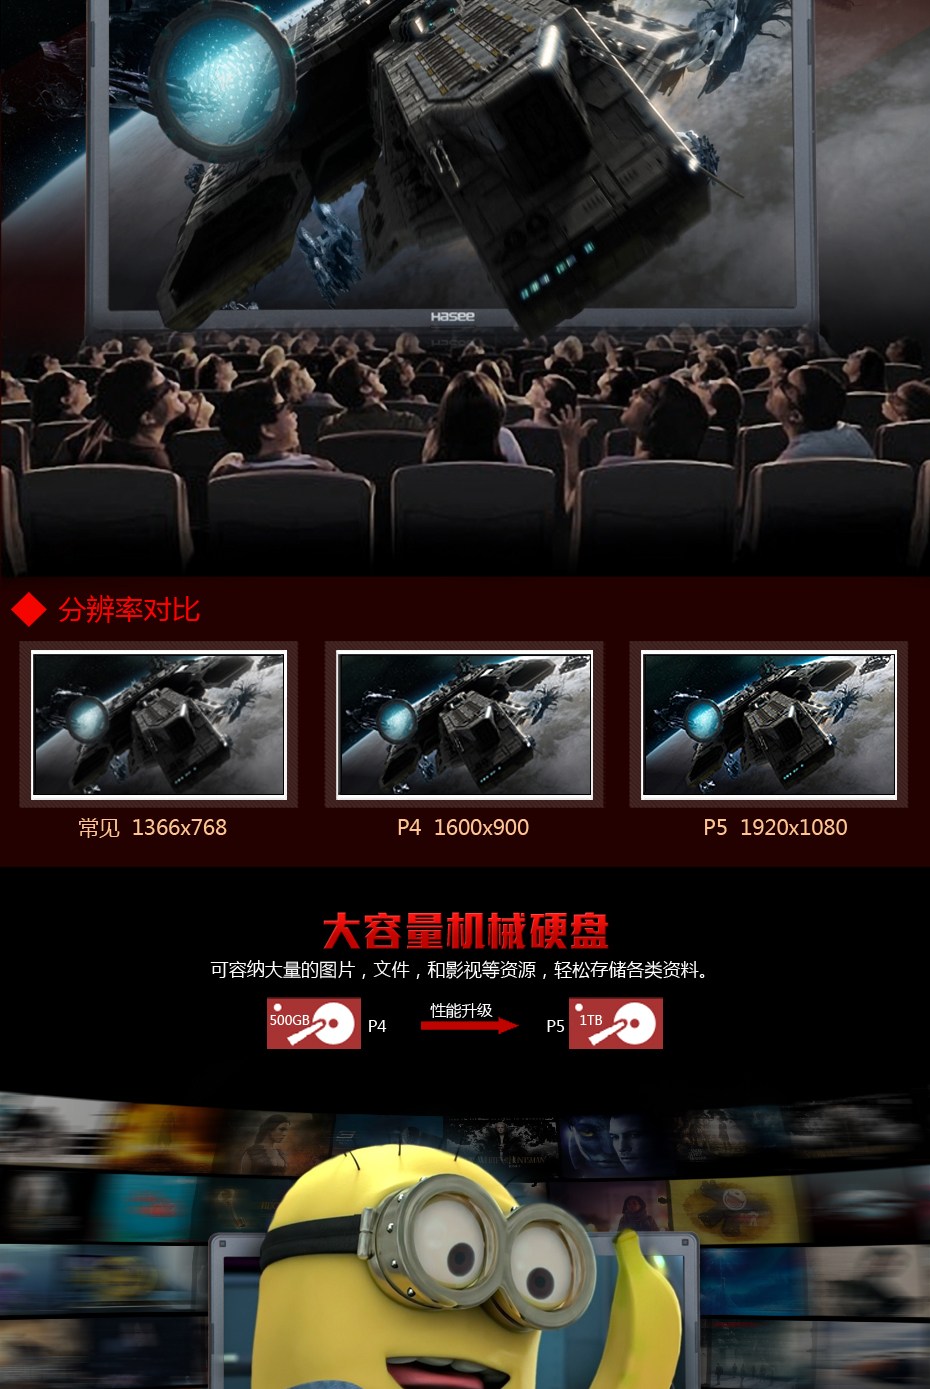 Hasee
分辨率对比
常见 1366x768
P4 1600x900
P5 1920x1080
大容量机械硬盘
可容纳大量的图片，文件，和影视等资源，轻松存储各类资料。
500GB
P4
性能升级
P5
1TB